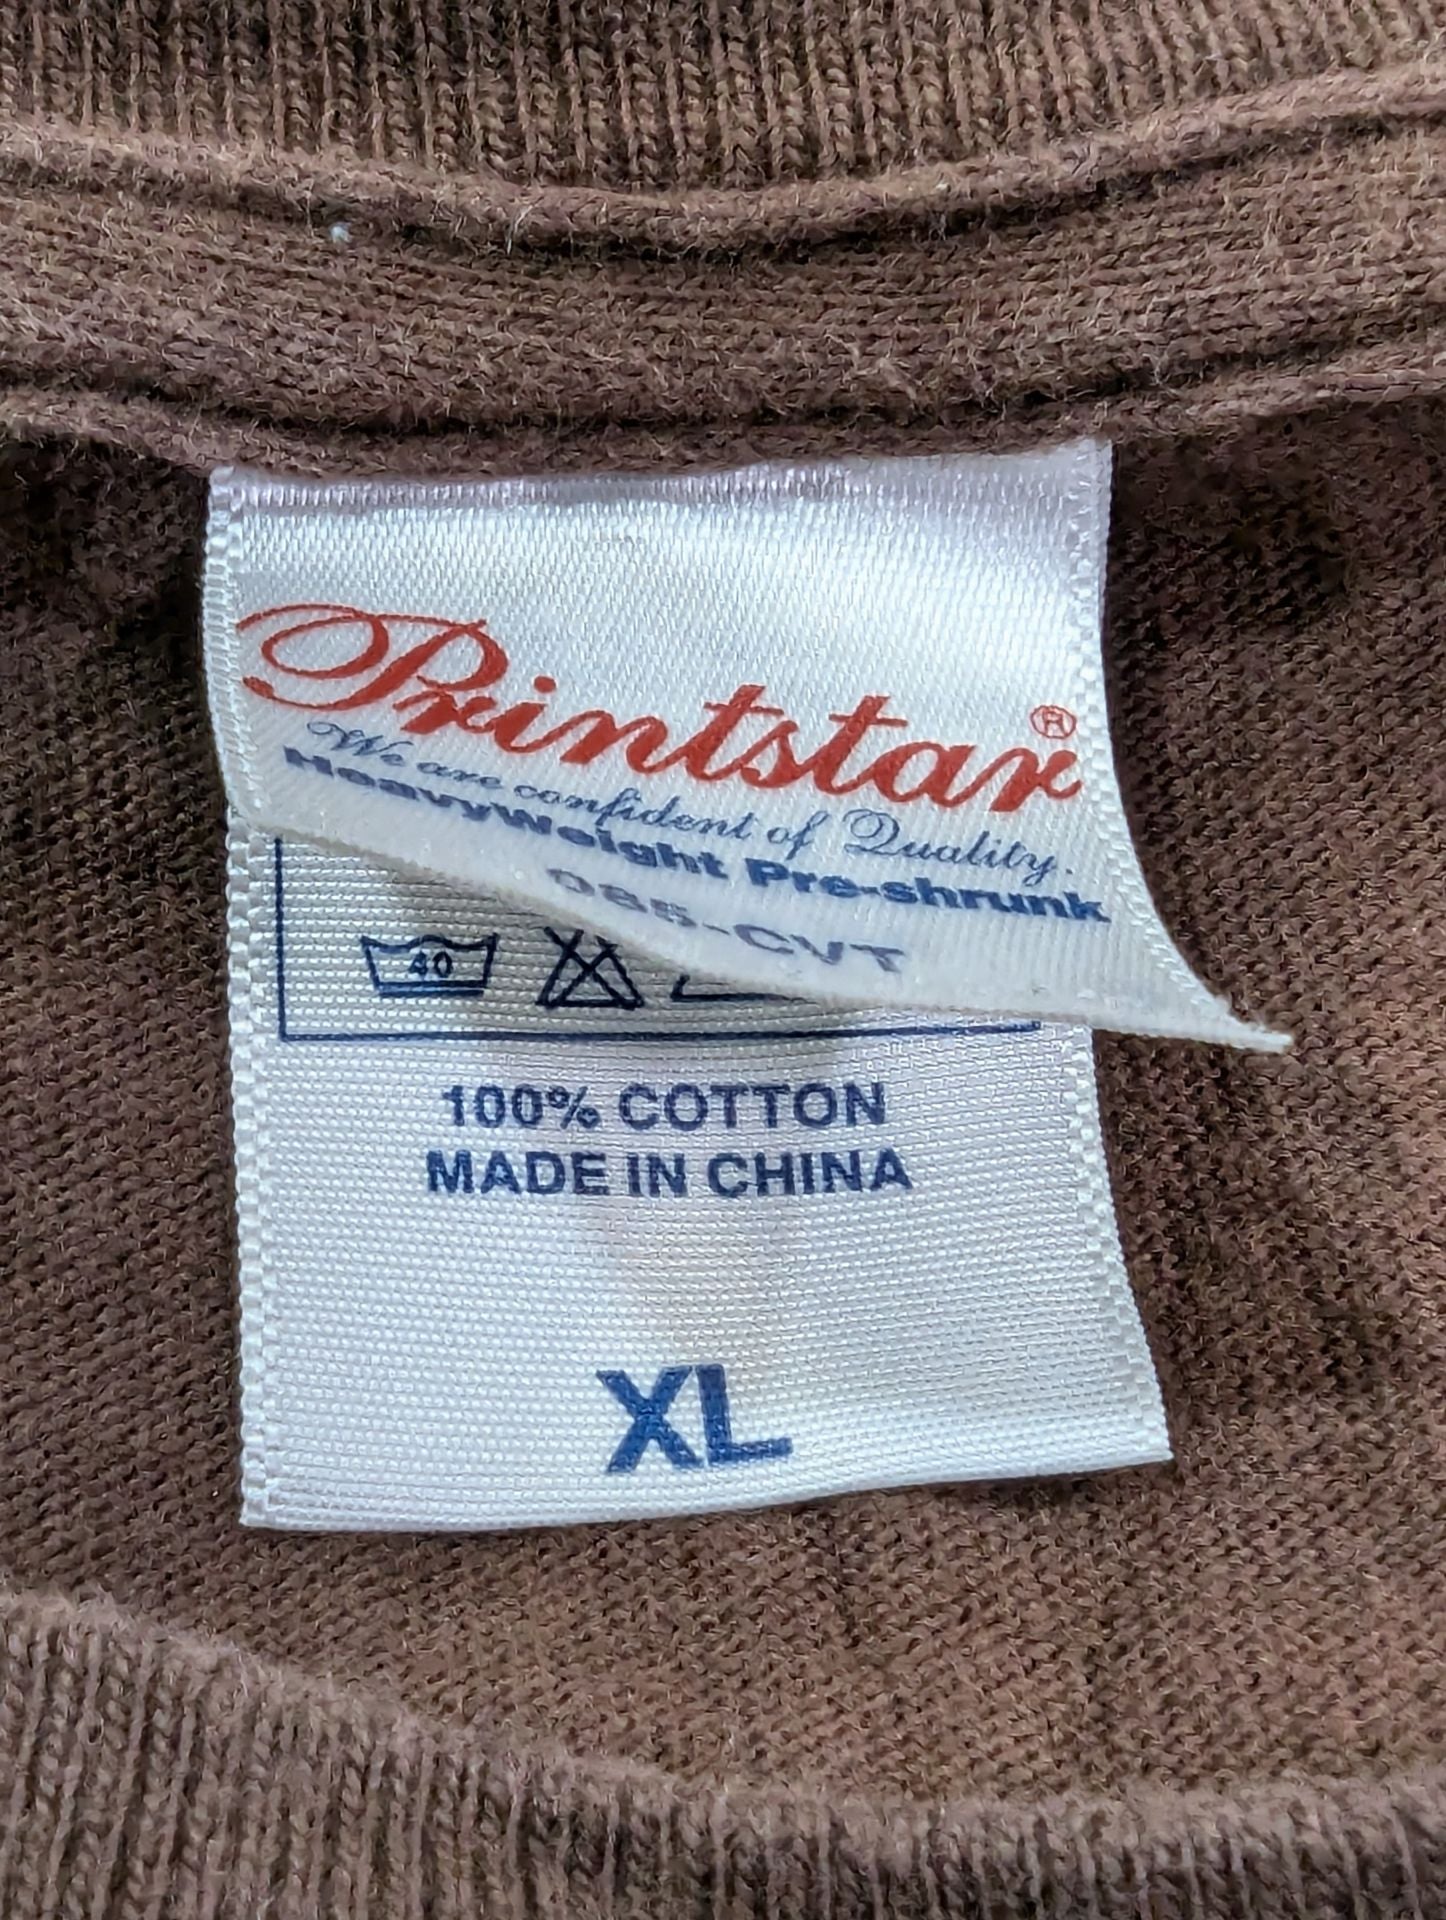 Printstar®
We are confident of Quality.
HeavyWeight Pre-shrunk
085-CVT
40
100% COTTON
MADE IN CHINA
XL